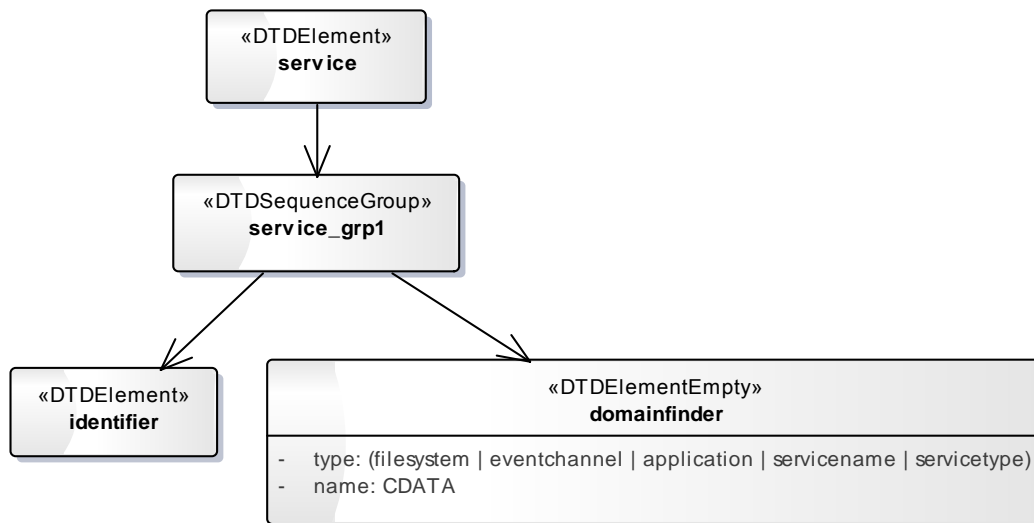 «DTDElement»
service
«DTDSequenceGroup»
service_grp1
«DTDElement»
identifier
«DTDElementEmpty»
domainfinder
- type: (filesystem | eventchannel | application | servicename | servicetype)
- name: CDATA